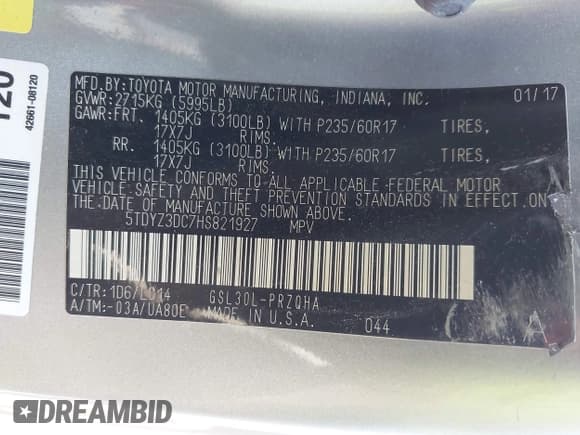 120
42661-08120
MFD.BY:TOYOTA MOTOR MANUFACTURING, INDIANA, INC. 01/17
GVWR: 2715KG (5995LB)
GAWR:FRT. 1405KG (3100LB) WITH P235/60R17 TIRES,
17X7J RIMS.
RR. 1405KG (3100LB) WITH P235/60R17 TIRES,
17X7J RIMS.
THIS VEHICLE CONFORMS TO ALL APPLICABLE FEDERAL MOTOR
VEHICLE SAFETY AND THEFT PREVENTION STANDARDS IN EFFECT ON
THE DATE OF MANUFACTURE SHOWN ABOVE.
5TDYZ3DC7HS821927 MPV
C/TR:1D6/LD14 GSL30L-PRZQHA
A/TM:-03A/UA80E MADE IN U.S.A. 044 A
DREAMBID